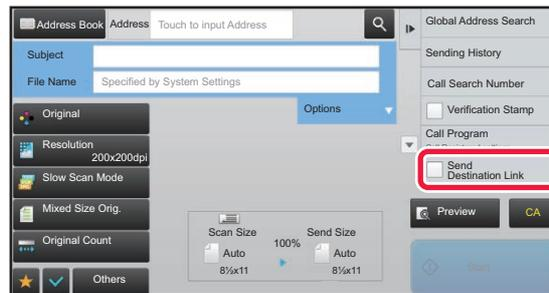 Address Book Address Touch to input Address
Subject
File Name Specified by System Settings
Options
Original
Resolution
200x200dpi
Slow Scan Mode
Mixed Size Orig.
Original Count
Others
Scan Size
Auto
8½x11
100%
Send Size
Auto
8½x11
Global Address Search
Sending History
Call Search Number
Verification Stamp
Call Program
Send
Destination Link
Preview
CA
Start